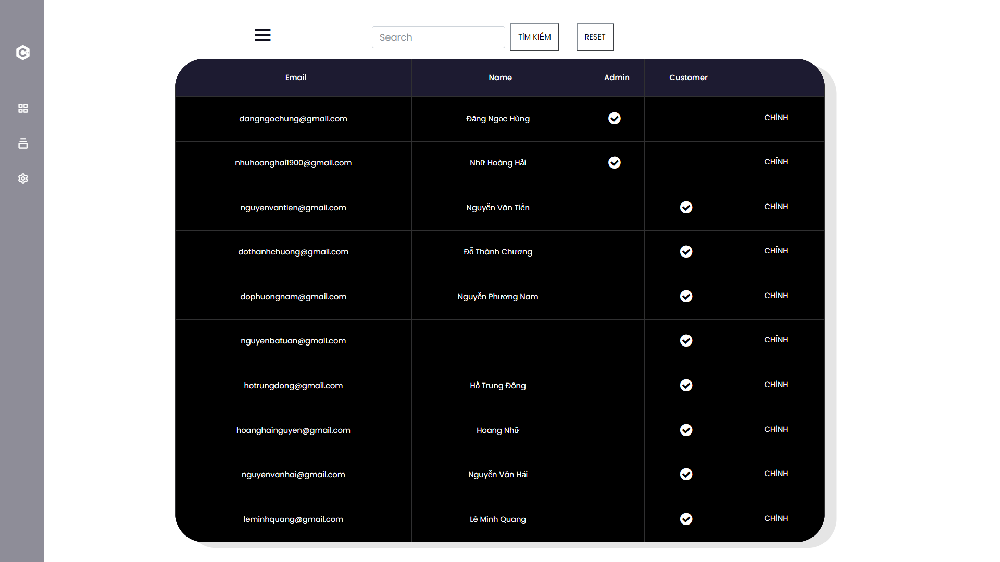 Search TÌM KIẾM RESET
Email Name Admin Customer
dangngochung@gmail.com Đặng Ngọc Hùng CHỈNH
nhuhoanghai1900@gmail.com Nhữ Hoàng Hải CHỈNH
nguyenvantien@gmail.com Nguyễn Văn Tiến CHỈNH
dothanhchuong@gmail.com Đỗ Thành Chương CHỈNH
dophuongnam@gmail.com Nguyễn Phương Nam CHỈNH
nguyenbatuan@gmail.com CHỈNH
hotrungdong@gmail.com Hồ Trung Đông CHỈNH
hoanghainguyen@gmail.com Hoang Nhữ CHỈNH
nguyenvanhai@gmail.com Nguyễn Văn Hải CHỈNH
leminhquang@gmail.com Lê Minh Quang CHỈNH